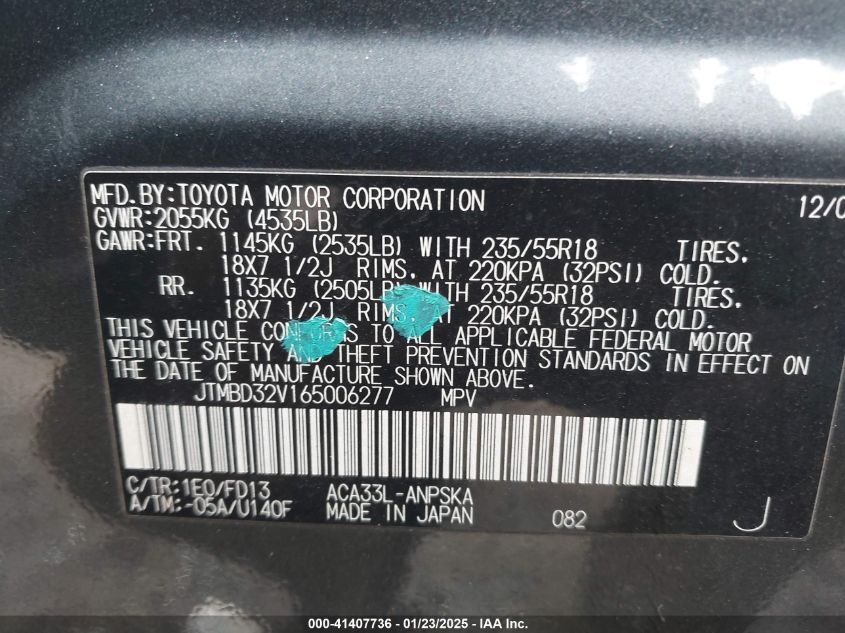 MFD. BY: TOYOTA MOTOR CORPORATION 12/0
GVWR: 2055KG (4535LB)
GAWR: FRT. 1145KG (2535LB) WITH 235/55R18 TIRES,
18X7 1/2J RIMS, AT 220KPA (32PSI) COLD.
RR. 1135KG (2505LB) WITH 235/55R18 TIRES,
18X7 1/2J RIMS, AT 220KPA (32PSI) COLD.
THIS VEHICLE CONFORMS TO ALL APPLICABLE FEDERAL MOTOR
VEHICLE SAFETY AND THEFT PREVENTION STANDARDS IN EFFECT ON
THE DATE OF MANUFACTURE SHOWN ABOVE.
JTMBD32V165006277 MPV
C/TR: 1E0/FD13 ACA33L-ANPSKA
A/TM: -05A/U140F MADE IN JAPAN 082 J
000-41407736 / 01/23/2025 / IAA Inc.